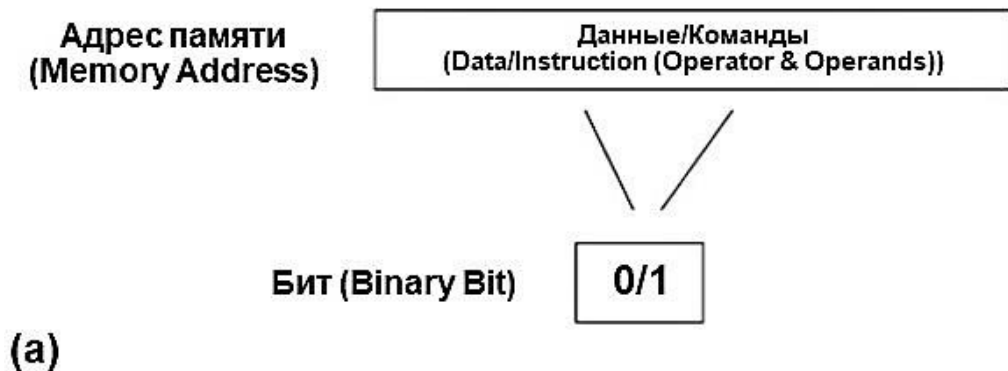 Адрес памяти
(Memory Address)
Данные/Команды
(Data/Instruction (Operator & Operands))
Бит (Binary Bit)
0/1
(a)